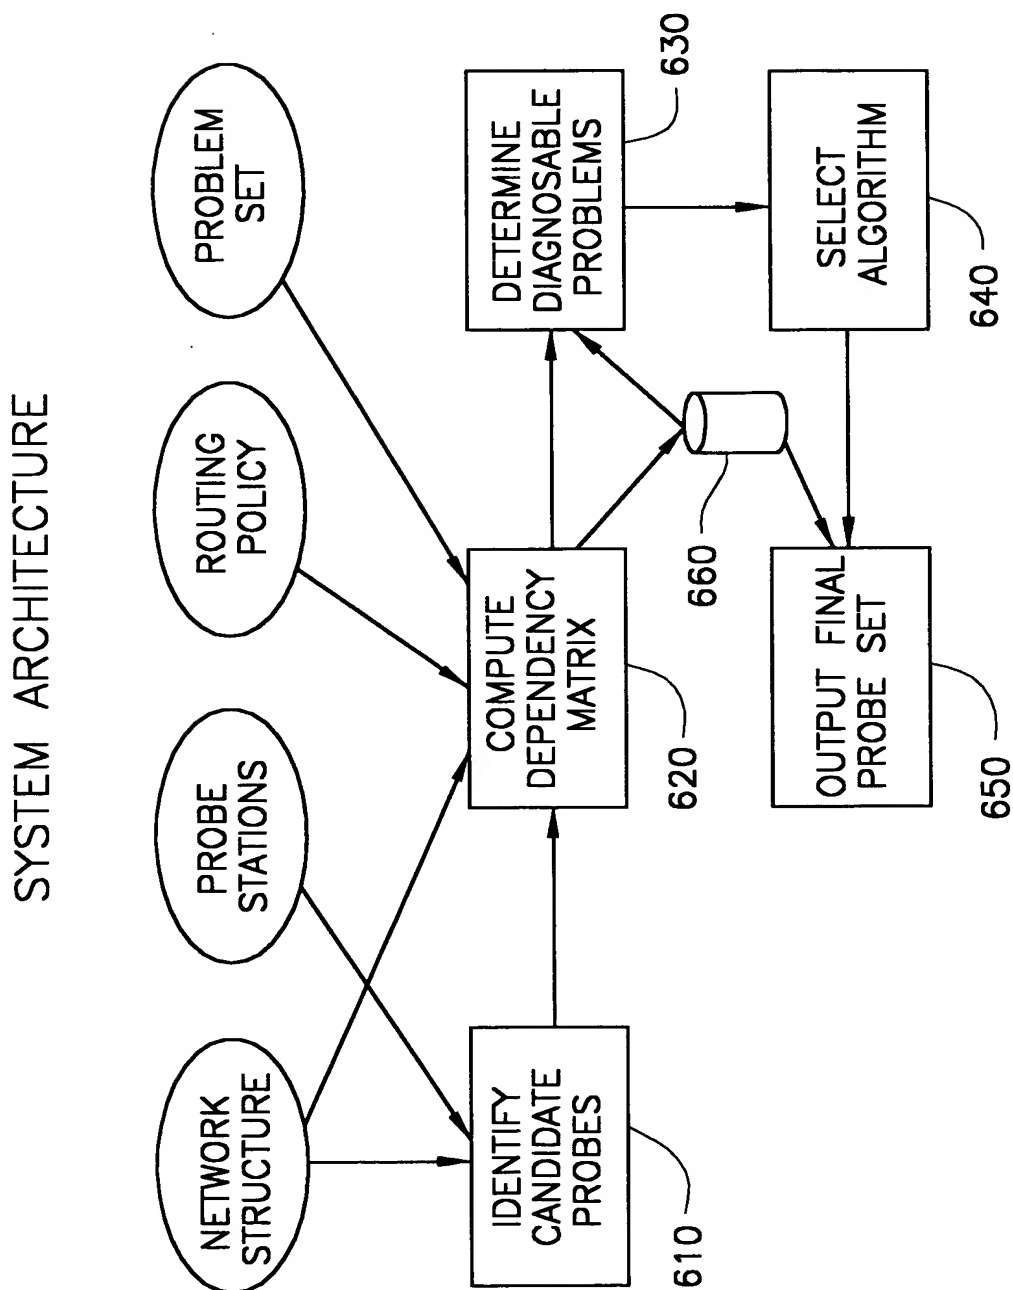 SYSTEM ARCHITECTURE
NETWORK
STRUCTURE
PROBE
STATIONS
ROUTING
POLICY
PROBLEM
SET
IDENTIFY
CANDIDATE
PROBES
610
COMPUTE
DEPENDENCY
MATRIX
620
DETERMINE
DIAGNOSABLE
PROBLEMS
630
660
OUTPUT FINAL
PROBE SET
650
SELECT
ALGORITHM
640